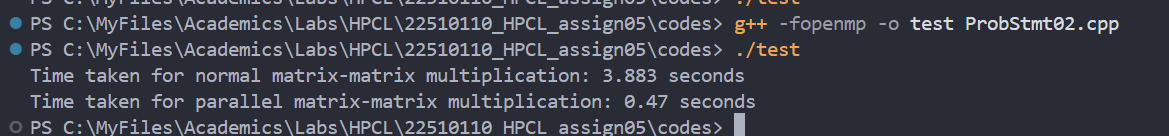 ./test
PS C:\MyFiles\Academics\Labs\HPCL\22510110_HPCL_assign05\codes> g++ -fopenmp -o test ProbStmt02.cpp
PS C:\MyFiles\Academics\Labs\HPCL\22510110_HPCL_assign05\codes> ./test
Time taken for normal matrix-matrix multiplication: 3.883 seconds
Time taken for parallel matrix-matrix multiplication: 0.47 seconds
PS C:\MyFiles\Academics\Labs\HPCL\22510110_HPCL_assign05\codes>